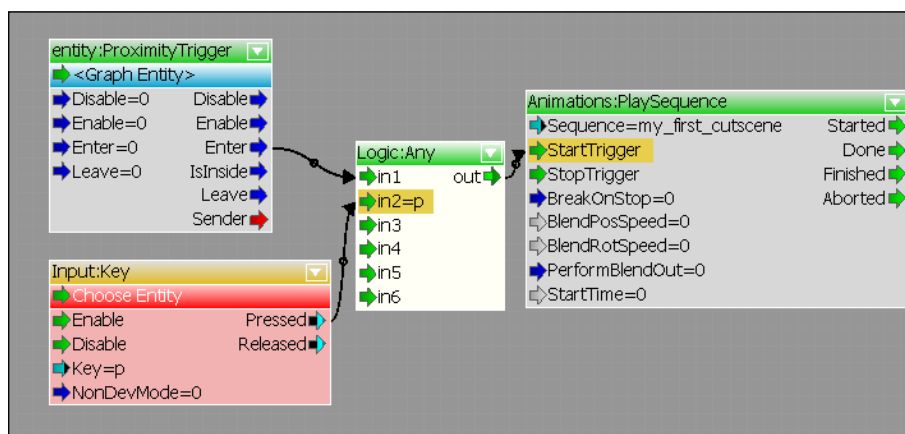 entity:ProximityTrigger
<Graph Entity>
Disable=0 Disable
Enable=0 Enable
Enter=0 Enter
Leave=0 IsInside
Leave
Sender
Input:Key
Choose Entity
Enable Pressed
Disable Released
Key=p
NonDevMode=0
Logic:Any
in1 out
in2=p
in3
in4
in5
in6
Animations:PlaySequence
Sequence=my_first_cutscene Started
StartTrigger Done
StopTrigger Finished
BreakOnStop=0 Aborted
BlendPosSpeed=0
BlendRotSpeed=0
PerformBlendOut=0
StartTime=0